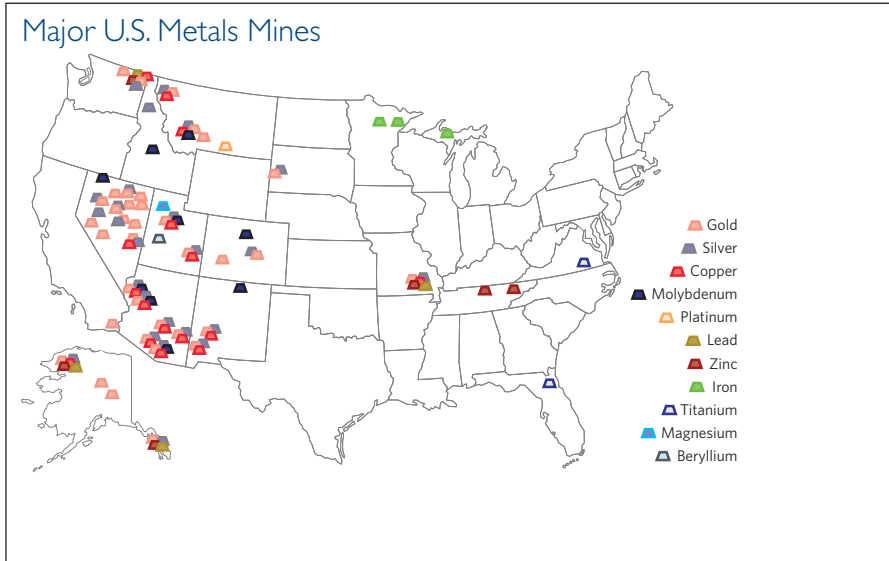 Major U.S. Metals Mines
Gold
Silver
Copper
Molybdenum
Platinum
Lead
Zinc
Iron
Titanium
Magnesium
Beryllium